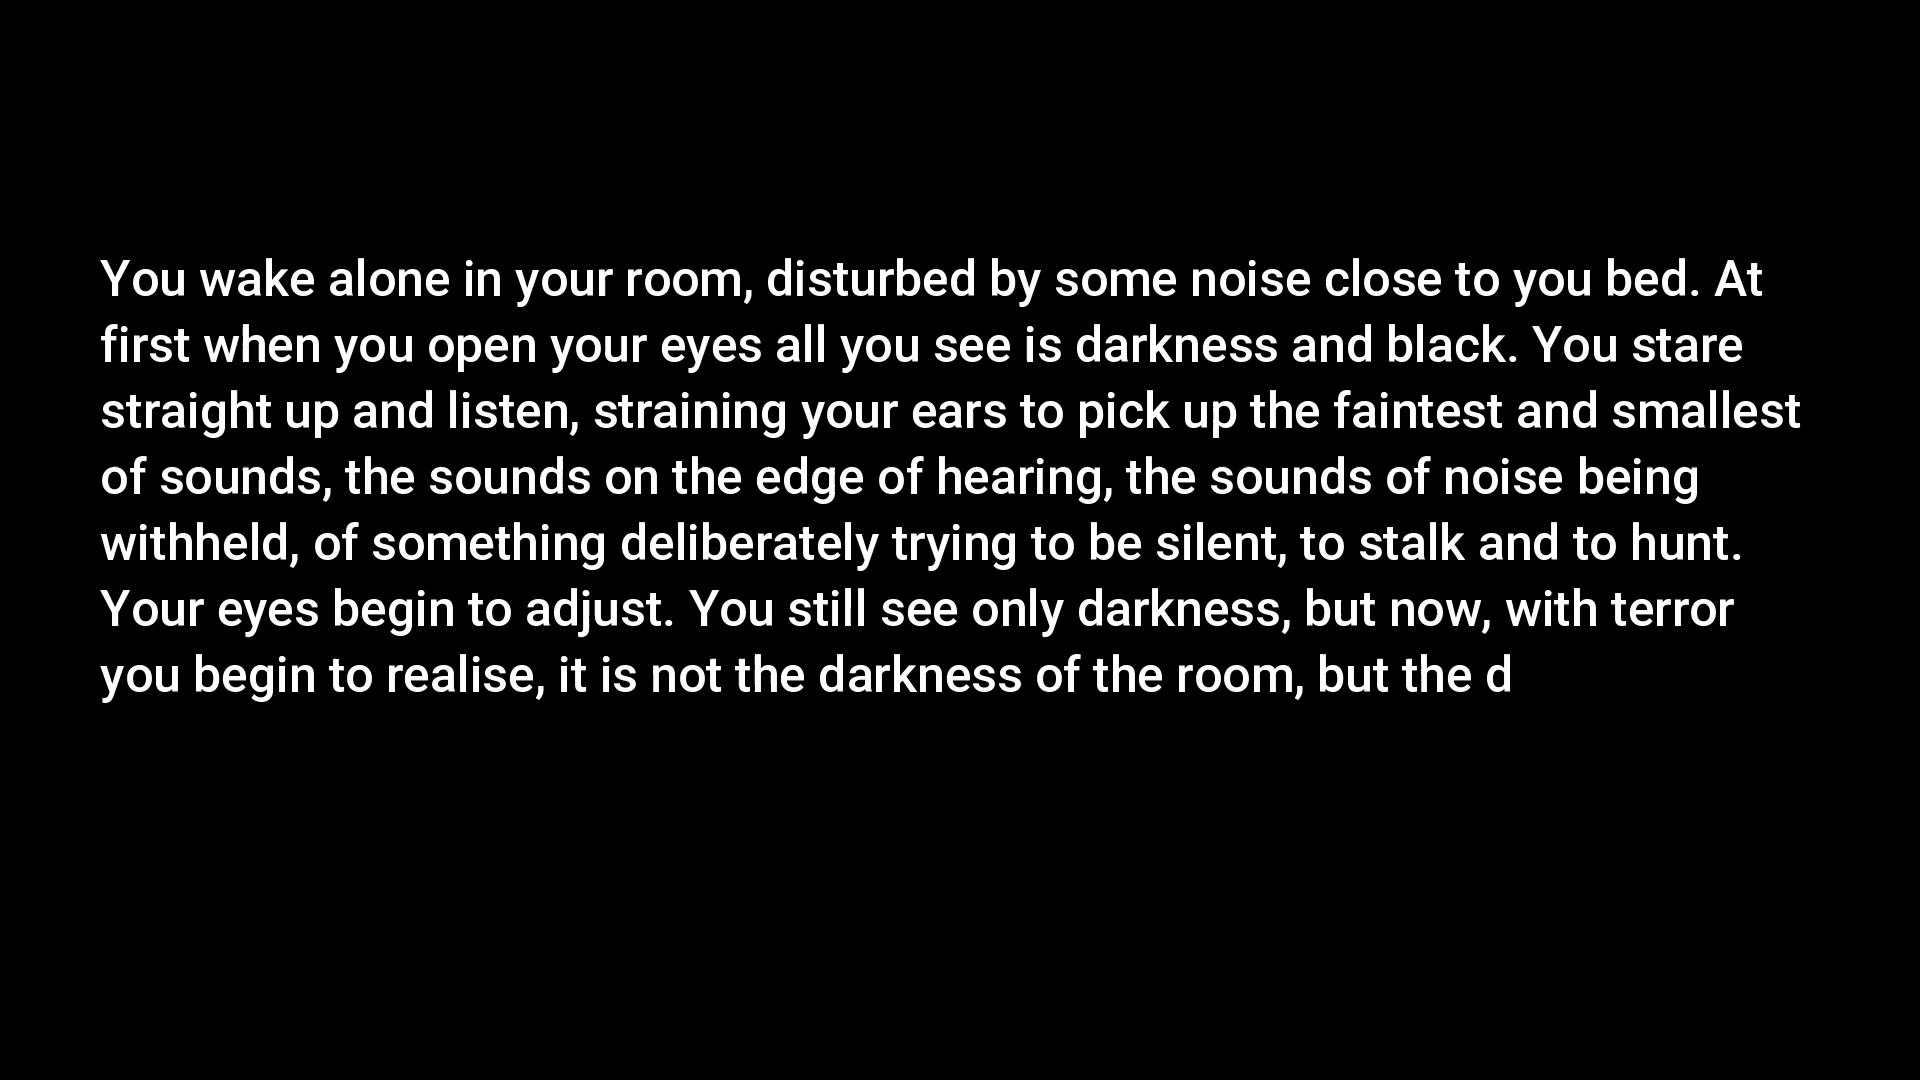 You wake alone in your room, disturbed by some noise close to you bed. At
first when you open your eyes all you see is darkness and black. You stare
straight up and listen, straining your ears to pick up the faintest and smallest
of sounds, the sounds on the edge of hearing, the sounds of noise being
withheld, of something deliberately trying to be silent, to stalk and to hunt.
Your eyes begin to adjust. You still see only darkness, but now, with terror
you begin to realise, it is not the darkness of the room, but the d